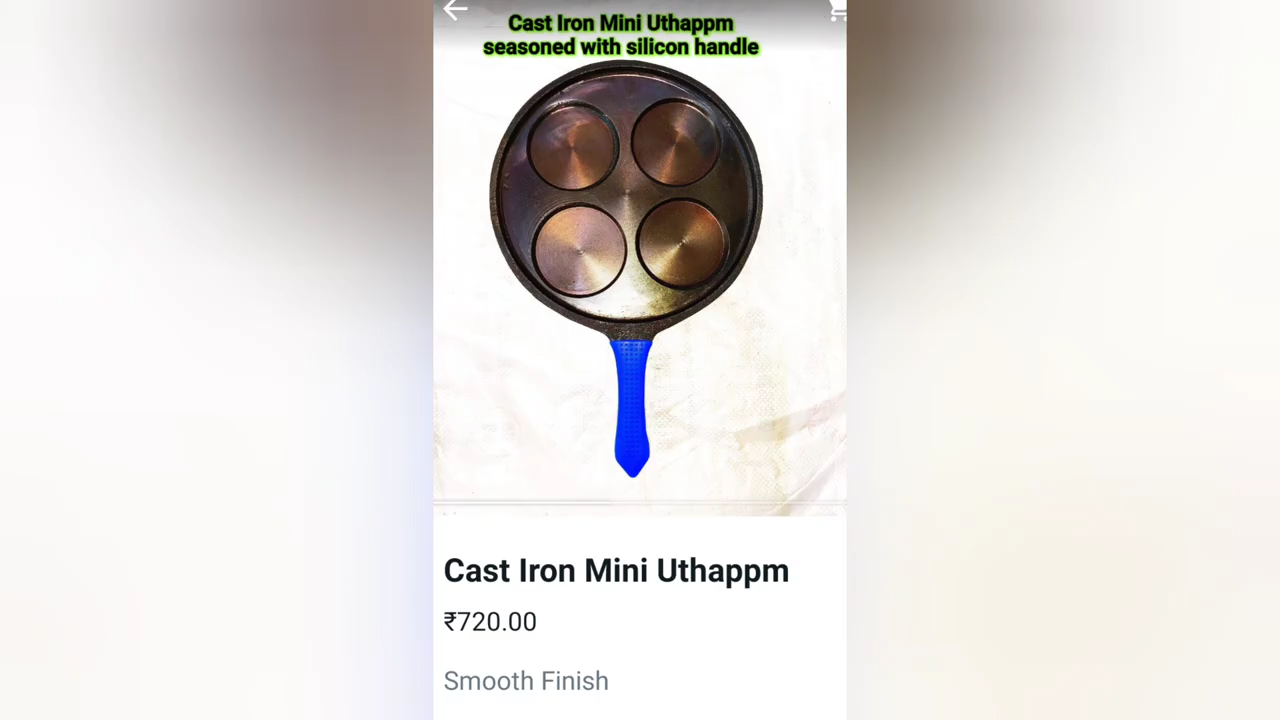 Cast Iron Mini Uthappm
seasoned with silicon handle
Cast Iron Mini Uthappm
₹720.00
Smooth Finish